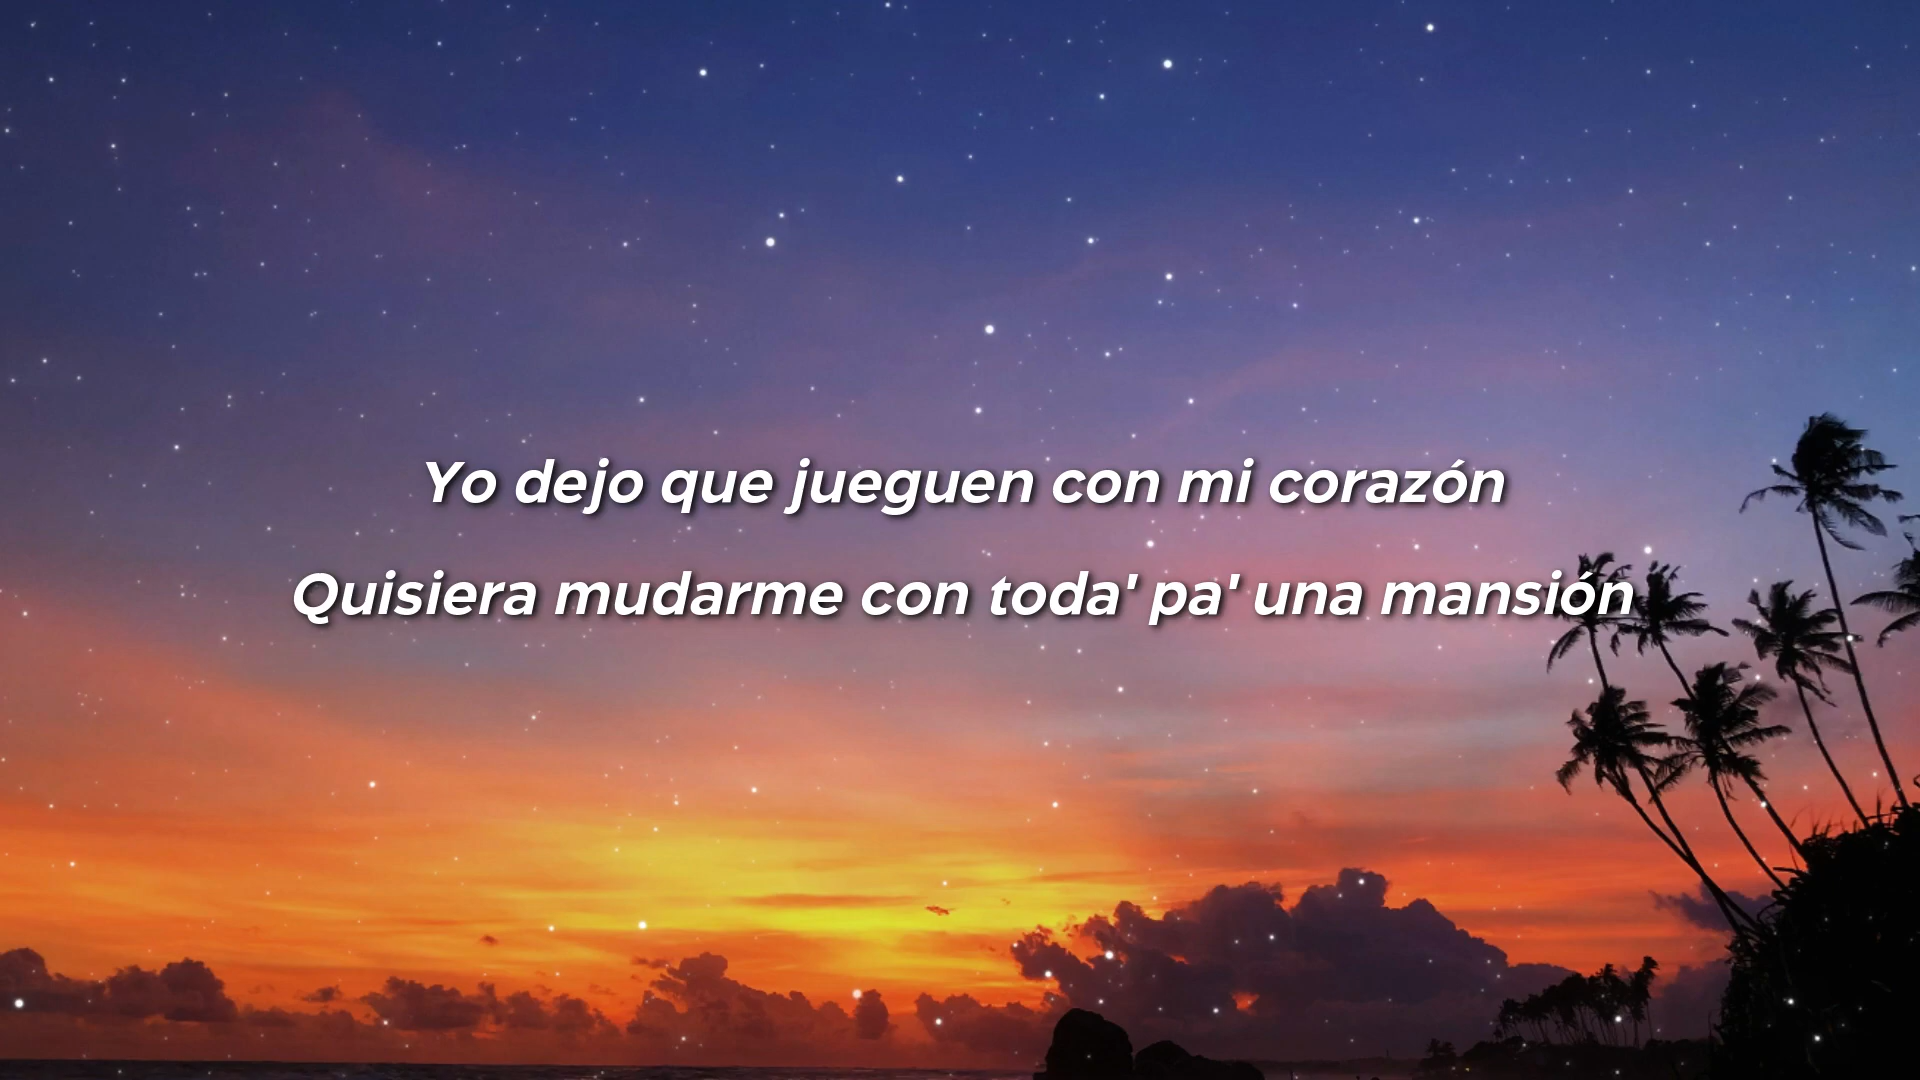 Yo dejo que jueguen con mi corazón
Quisiera mudarme con toda' pa' una mansión